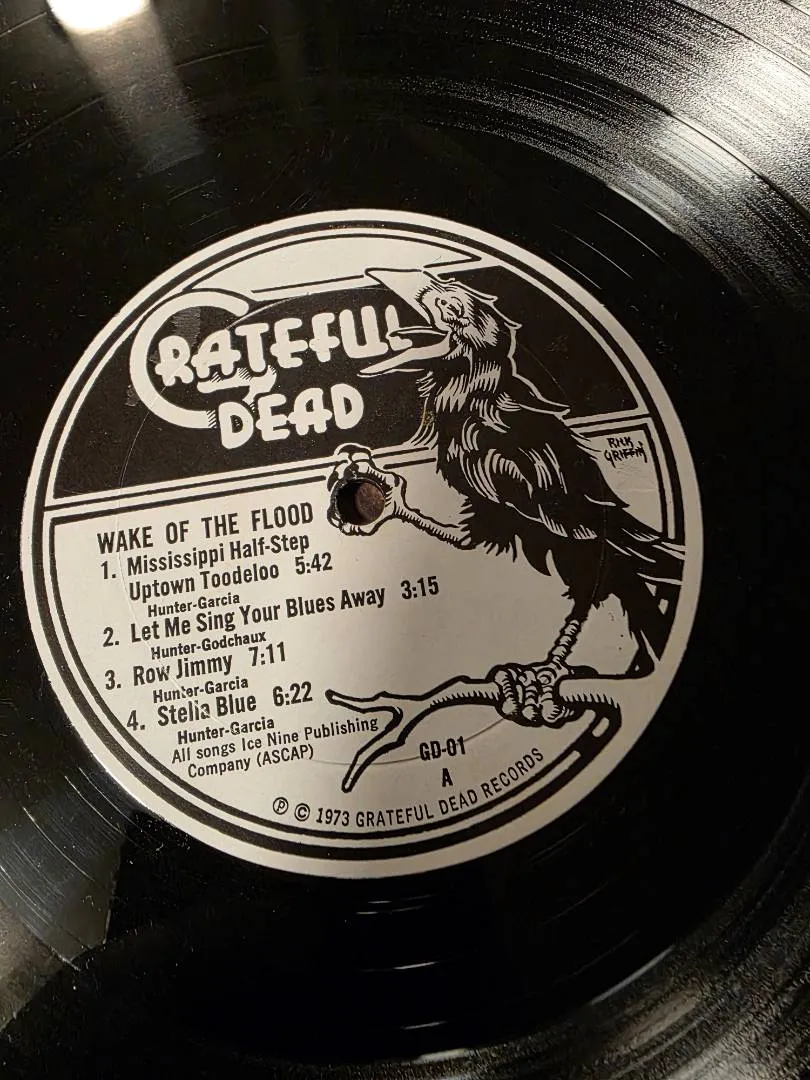 GRATEFUL
DEAD
RICK
GRIFFIN
WAKE OF THE FLOOD
1. Mississippi Half-Step
Uptown Toodeloo 5:42
Hunter-Garcia
2. Let Me Sing Your Blues Away 3:15
Hunter-Godchaux
3. Row Jimmy 7:11
Hunter-Garcia
4. Stella Blue 6:22
Hunter-Garcia
All songs Ice Nine Publishing
Company (ASCAP)
GD-01
A
℗ © 1973 GRATEFUL DEAD RECORDS